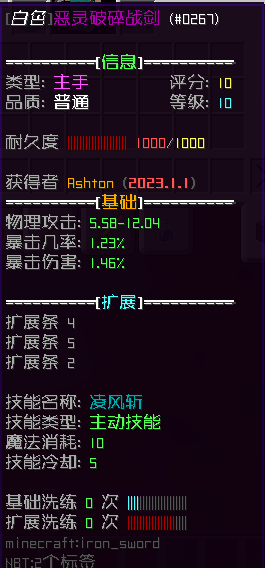 [白色]恶灵破碎战剑 (#0267)
==========[信息]==========
类型: 主手 评分: 10
品质: 普通 等级: 10
耐久度 |||||||||||||||||||| 1000/1000
获得者 Ashton (2023.1.1)
==========[基础]==========
物理攻击: 5.58-12.04
暴击几率: 1.23%
暴击伤害: 1.46%
==========[扩展]==========
扩展条 4
扩展条 5
扩展条 2
技能名称: 凌风斩
技能类型: 主动技能
魔法消耗: 10
技能冷却: 5
基础洗练 0 次 ||||||||||||||||||||
扩展洗练 0 次 ||||||||||||||||||||
minecraft:iron_sword
NBT:2个标签